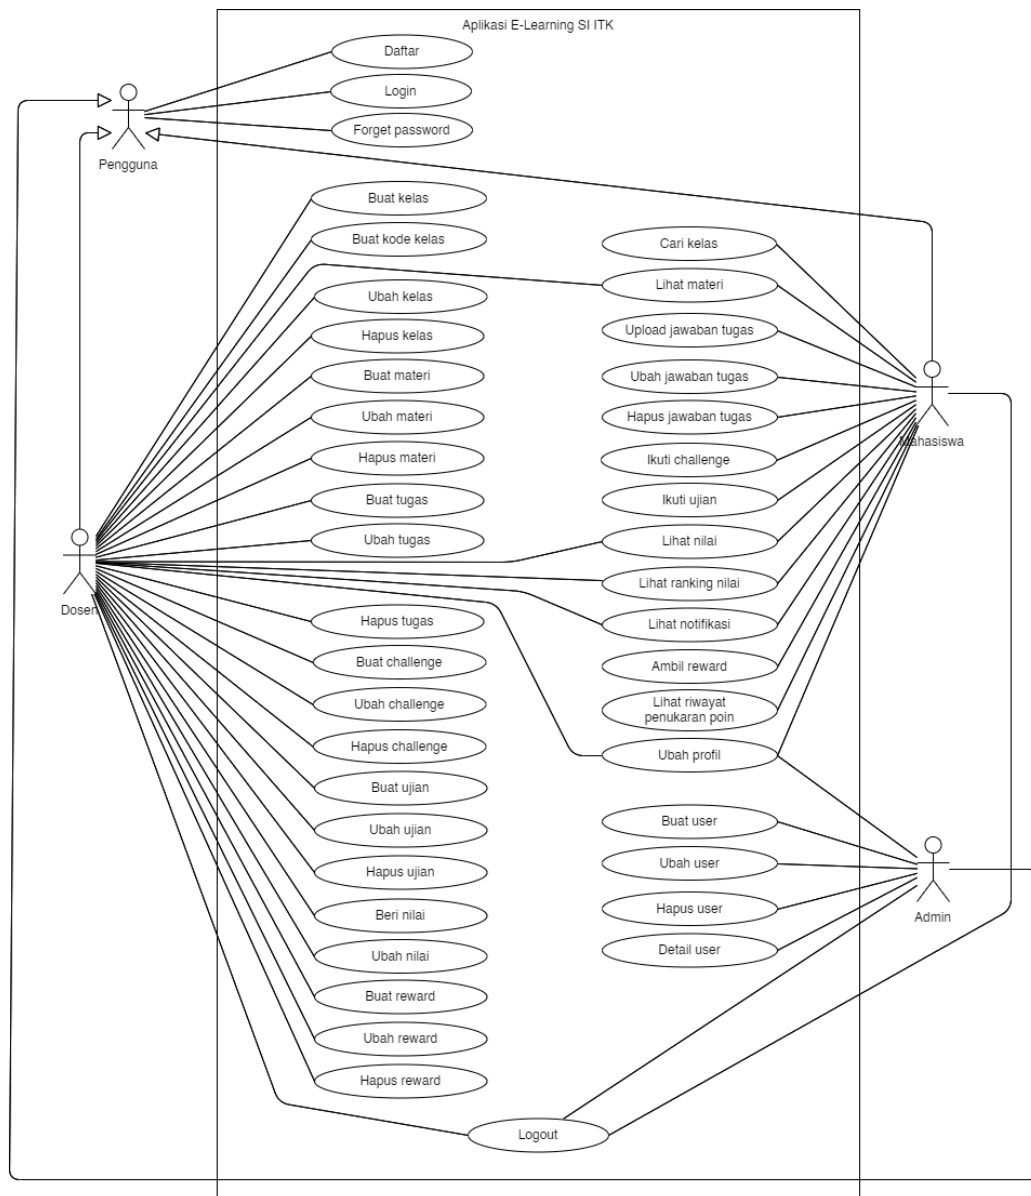 Aplikasi E-Learning SI ITK
Daftar
Login
Forget password
Pengguna
Buat kelas
Buat kode kelas
Ubah kelas
Hapus kelas
Buat materi
Ubah materi
Hapus materi
Buat tugas
Ubah tugas
Dosen
Hapus tugas
Buat challenge
Ubah challenge
Hapus challenge
Buat ujian
Ubah ujian
Hapus ujian
Beri nilai
Ubah nilai
Buat reward
Ubah reward
Hapus reward
Cari kelas
Lihat materi
Upload jawaban tugas
Ubah jawaban tugas
Hapus jawaban tugas
Ikuti challenge
Ikuti ujian
Lihat nilai
Lihat ranking nilai
Lihat notifikasi
Ambil reward
Lihat riwayat
penukaran poin
Ubah profil
Mahasiswa
Buat user
Ubah user
Hapus user
Detail user
Admin
Logout